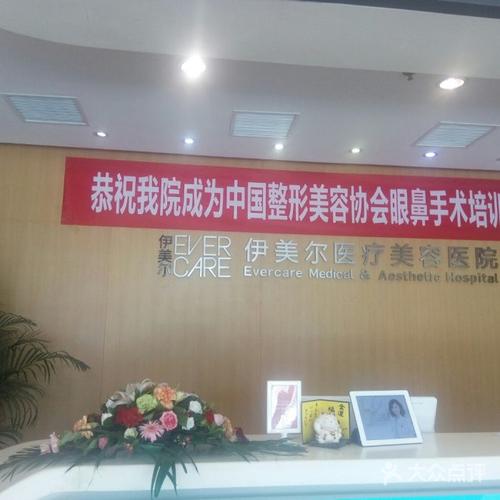 恭祝我院成为中国整形美容协会眼鼻手术培训
伊美尔 EVER CARE 伊美尔医疗美容医院
Evercare Medical & Aesthetic Hospital
大众点评